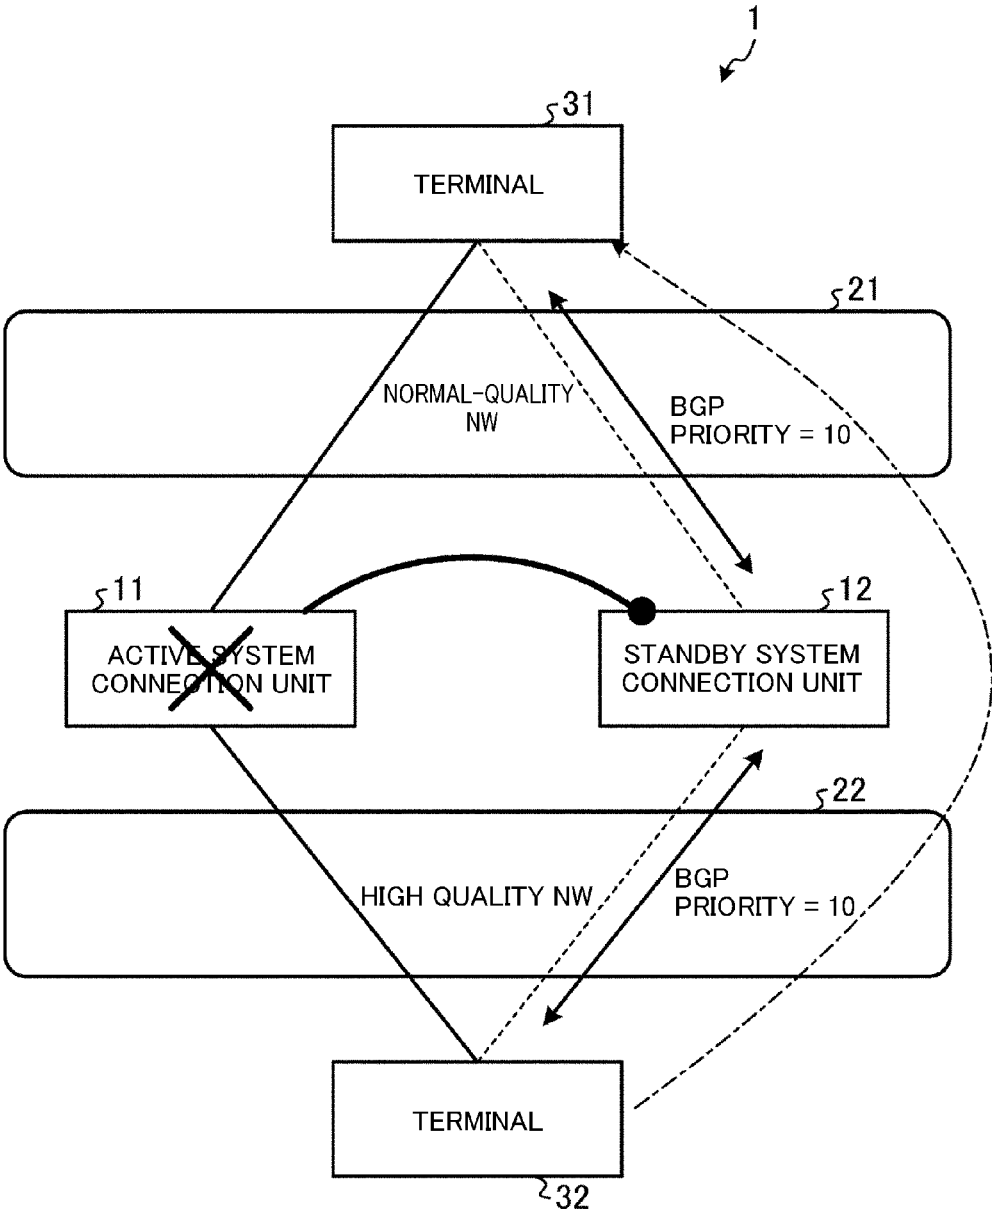 1
31
TERMINAL
21
NORMAL-QUALITY
NW
BGP
PRIORITY = 10
11
12
ACTIVE SYSTEM
CONNECTION UNIT
STANDBY SYSTEM
CONNECTION UNIT
22
HIGH QUALITY NW
BGP
PRIORITY = 10
TERMINAL
32